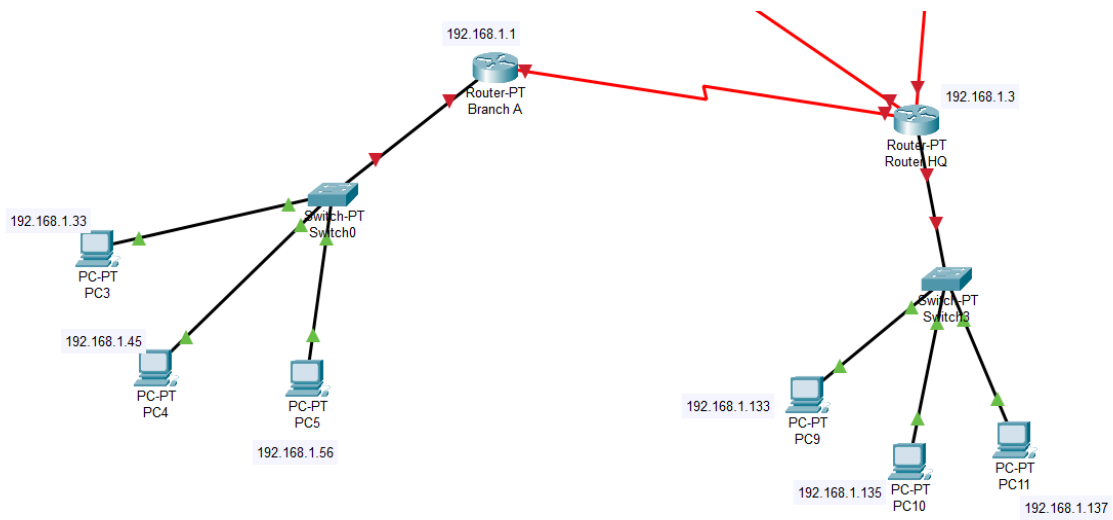 192.168.1.1
Router-PT
Branch A
192.168.1.3
Router-PT
Router HQ
192.168.1.33
Switch-PT
Switch0
PC-PT
PC3
192.168.1.45
PC-PT
PC4
PC-PT
PC5
192.168.1.56
Switch-PT
Switch3
192.168.1.133
PC-PT
PC9
192.168.1.135
PC-PT
PC10
PC-PT
PC11
192.168.1.137